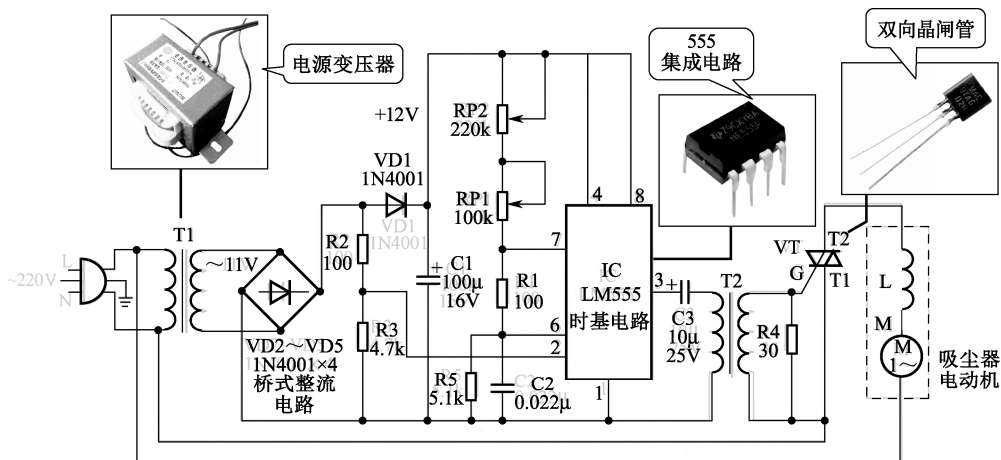 电源变压器
555
集成电路
双向晶闸管
+12V
RP2
220k
RP1
100k
VD1
1N4001
VD1
1N4001
4
8
7
6
2
1
3
T1
L
~220V
N
～11V
R2
100
C1
100μ
16V
R1
100
IC
LM555
时基电路
VD2～VD5
1N4001×4
桥式整流
电路
R3
4.7k
R5
5.1k
C2
0.022μ
+
+
C3
10μ
25V
T2
R4
30
VT
T2
G
T1
L
M
M
1～
吸尘器
电动机